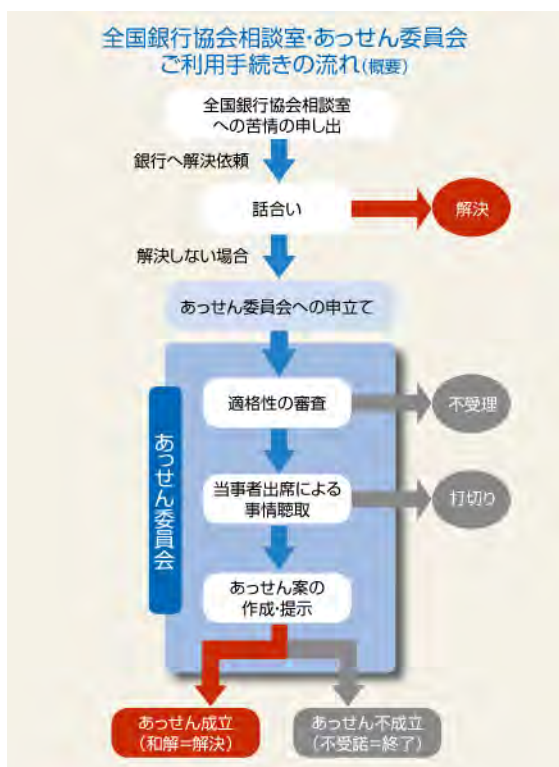 全国銀行協会相談室・あっせん委員会
ご利用手続きの流れ(概要)
全国銀行協会相談室
への苦情の申し出
銀行へ解決依頼
話合い
解決
解決しない場合
あっせん委員会への申立て
あっせん委員会
適格性の審査
不受理
当事者出席による
事情聴取
打切り
あっせん案の
作成・提示
あっせん成立
(和解=解決)
あっせん不成立
(不受諾=終了)